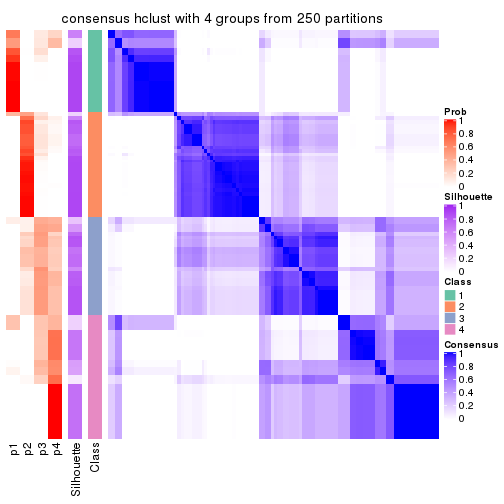 consensus hclust with 4 groups from 250 partitions
Prob
1
0.8
0.6
0.4
0.2
0
Silhouette
1
0.8
0.6
0.4
0.2
0
Class
1
2
3
4
Consensus
1
0.8
0.6
0.4
0.2
0
p1
p2
p3
p4
Silhouette
Class